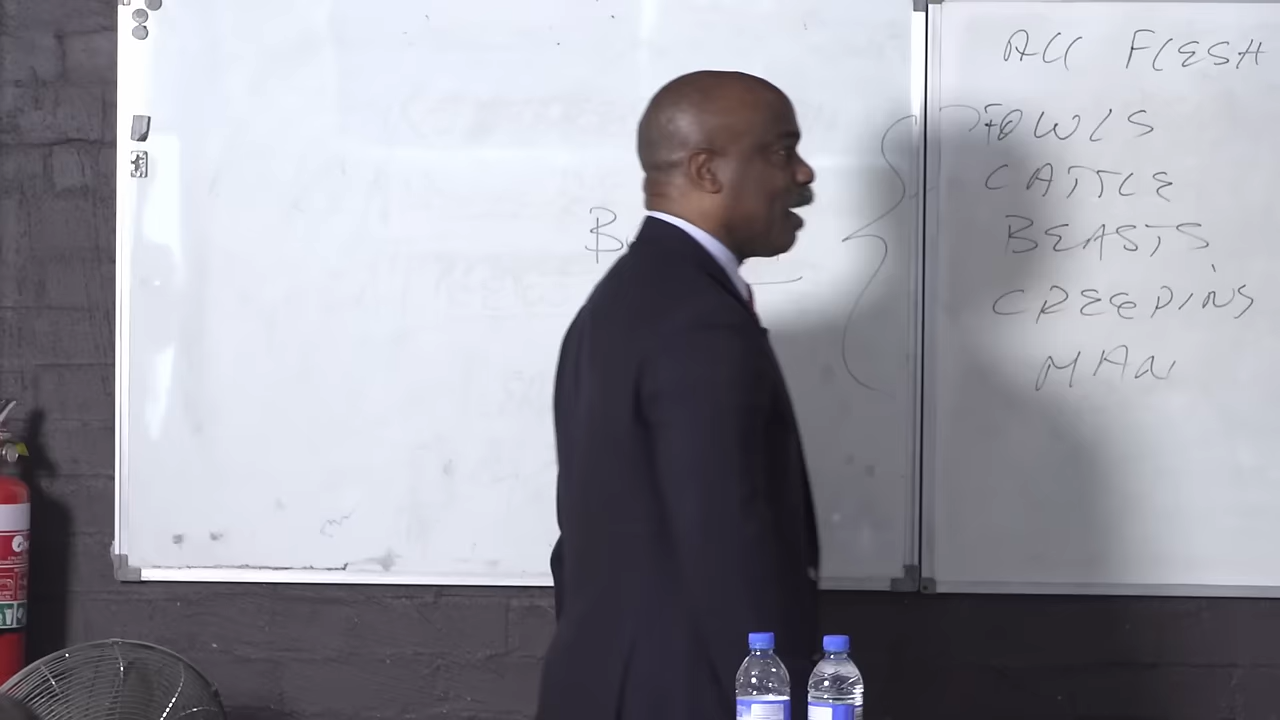 ALL FLESH
FOWLS
CATTLE
BEASTS
CREEPING
MAN